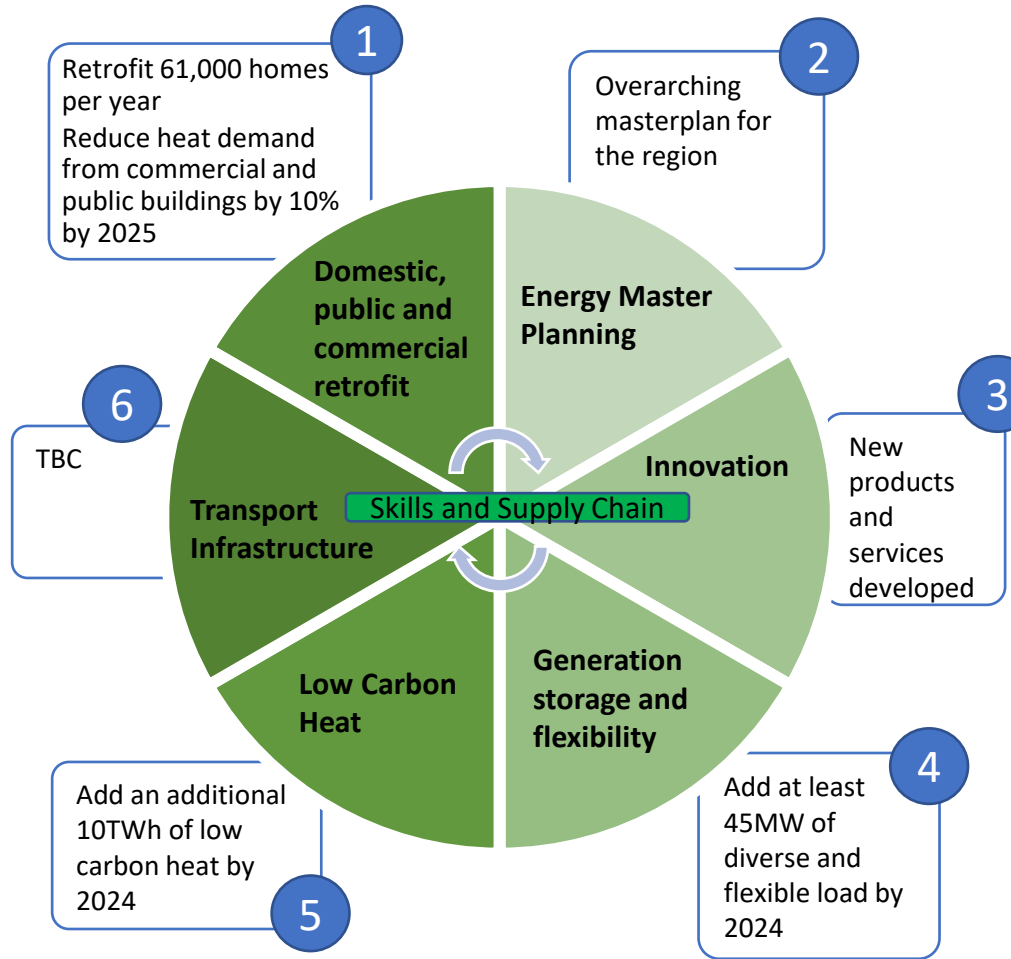 1
Retrofit 61,000 homes
per year
Reduce heat demand
from commercial and
public buildings by 10%
by 2025
2
Overarching
masterplan for
the region
Domestic,
public and
commercial
retrofit
Energy Master
Planning
6
TBC
3
New
products
and
services
developed
Innovation
Transport
Infrastructure
Skills and Supply Chain
Low Carbon
Heat
Generation
storage and
flexibility
5
Add an additional
10TWh of low
carbon heat by
2024
4
Add at least
45MW of
diverse and
flexible load by
2024